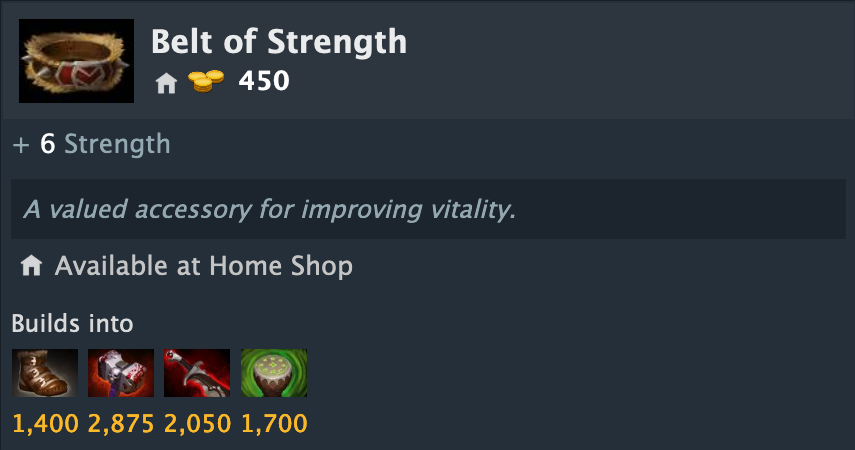 Belt of Strength
450
+ 6 Strength
A valued accessory for improving vitality.
Available at Home Shop
Builds into
1,400 2,875 2,050 1,700